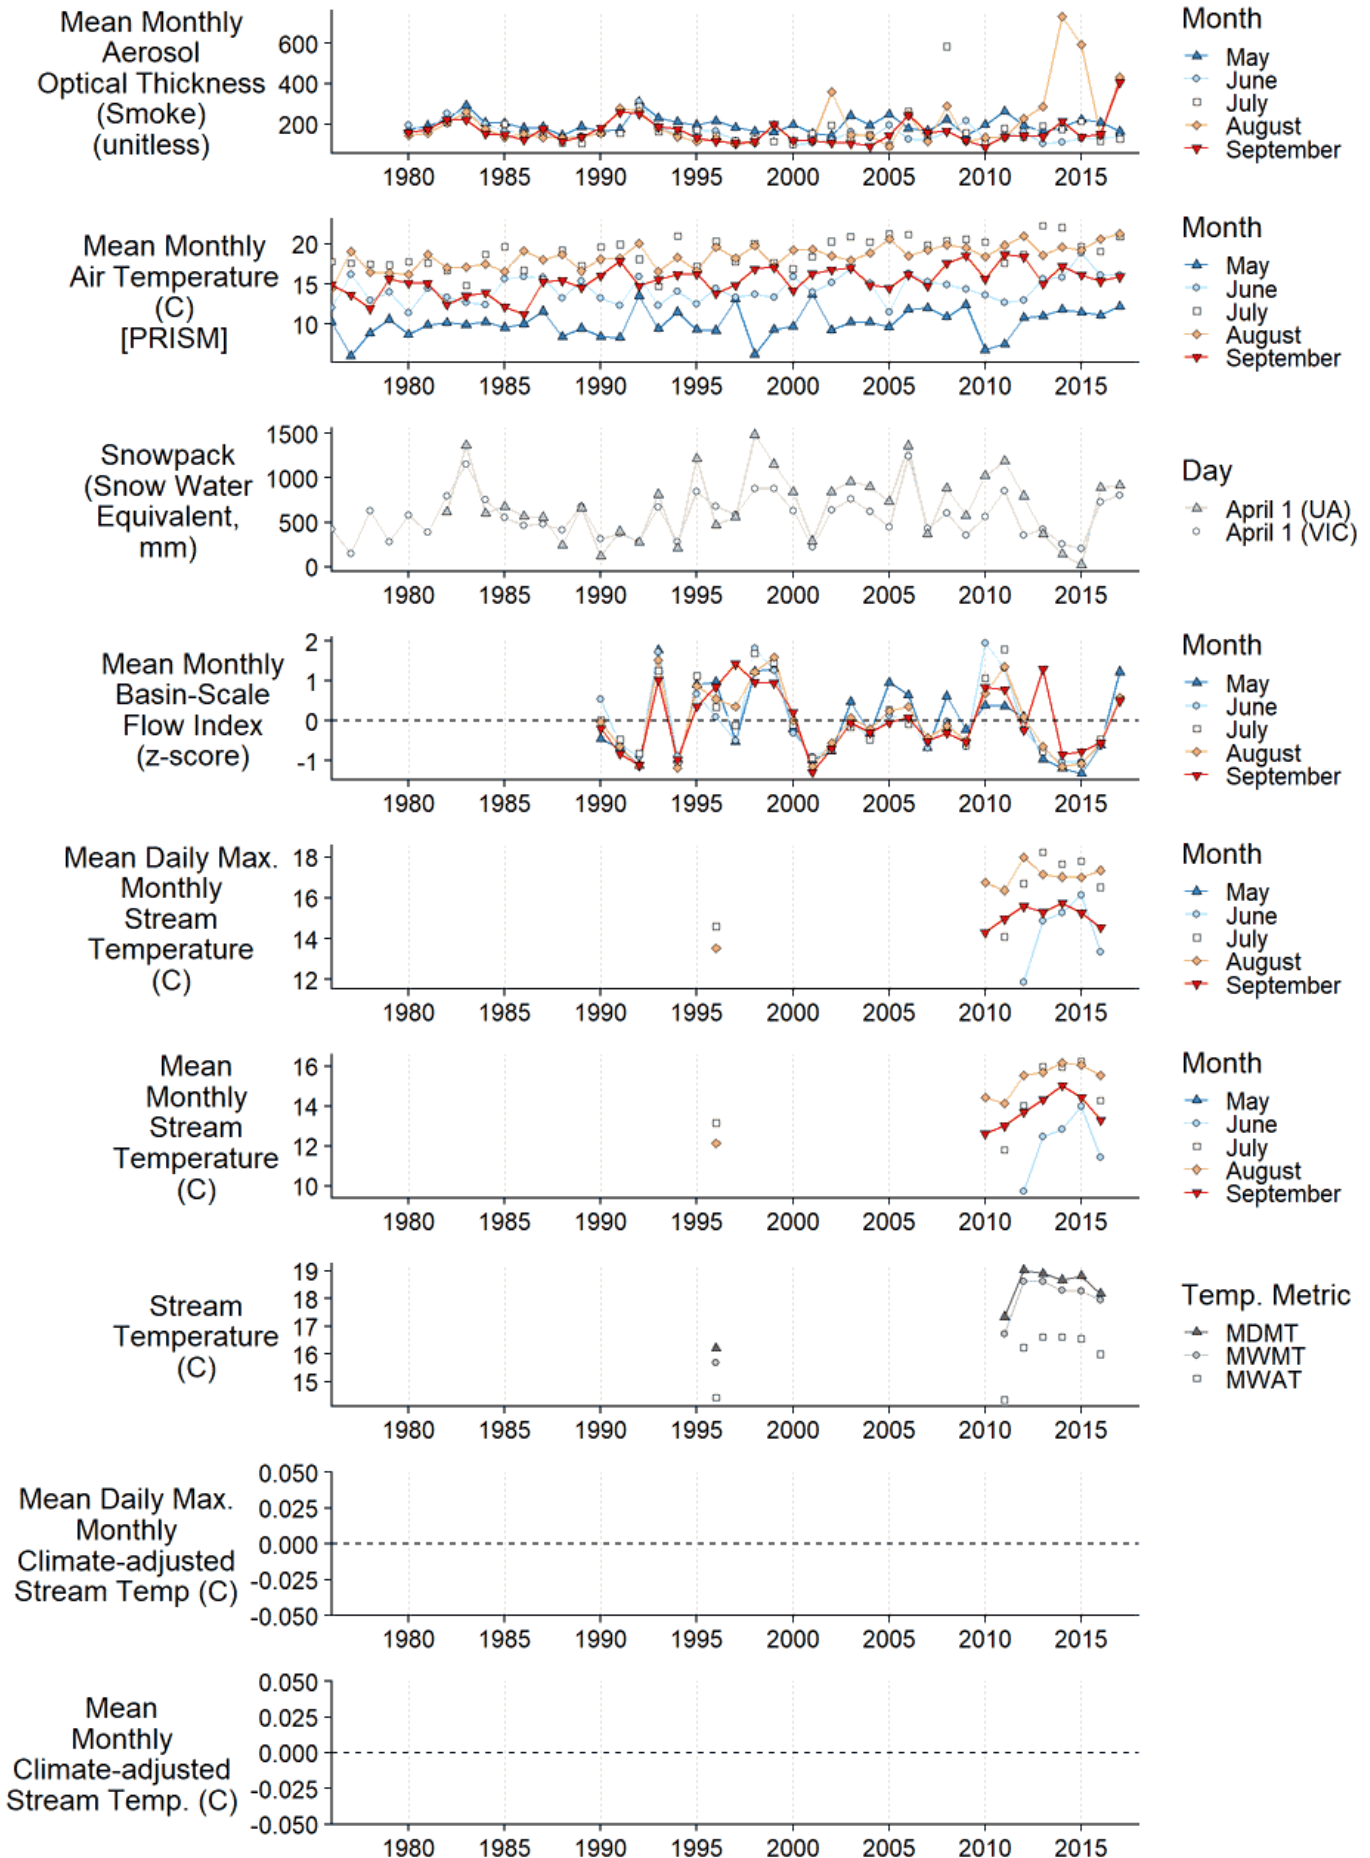 Mean Monthly
Aerosol
Optical Thickness
(Smoke)
(unitless)
600
400
200
1980 1985 1990 1995 2000 2005 2010 2015
Month
May
June
July
August
September
Mean Monthly
Air Temperature
(C)
[PRISM]
20
15
10
1980 1985 1990 1995 2000 2005 2010 2015
Month
May
June
July
August
September
Snowpack
(Snow Water
Equivalent,
mm)
1500
1000
500
0
1980 1985 1990 1995 2000 2005 2010 2015
Day
April 1 (UA)
April 1 (VIC)
Mean Monthly
Basin-Scale
Flow Index
(z-score)
2
1
0
-1
1980 1985 1990 1995 2000 2005 2010 2015
Month
May
June
July
August
September
Mean Daily Max.
Monthly
Stream
Temperature
(C)
18
16
14
12
1980 1985 1990 1995 2000 2005 2010 2015
Month
May
June
July
August
September
Mean
Monthly
Stream
Temperature
(C)
16
14
12
10
1980 1985 1990 1995 2000 2005 2010 2015
Month
May
June
July
August
September
Stream
Temperature
(C)
19
18
17
16
15
1980 1985 1990 1995 2000 2005 2010 2015
Temp. Metric
MDMT
MWMT
MWAT
Mean Daily Max.
Monthly
Climate-adjusted
Stream Temp (C)
0.050
0.025
0.000
-0.025
-0.050
1980 1985 1990 1995 2000 2005 2010 2015
Mean
Monthly
Climate-adjusted
Stream Temp. (C)
0.050
0.025
0.000
-0.025
-0.050
1980 1985 1990 1995 2000 2005 2010 2015